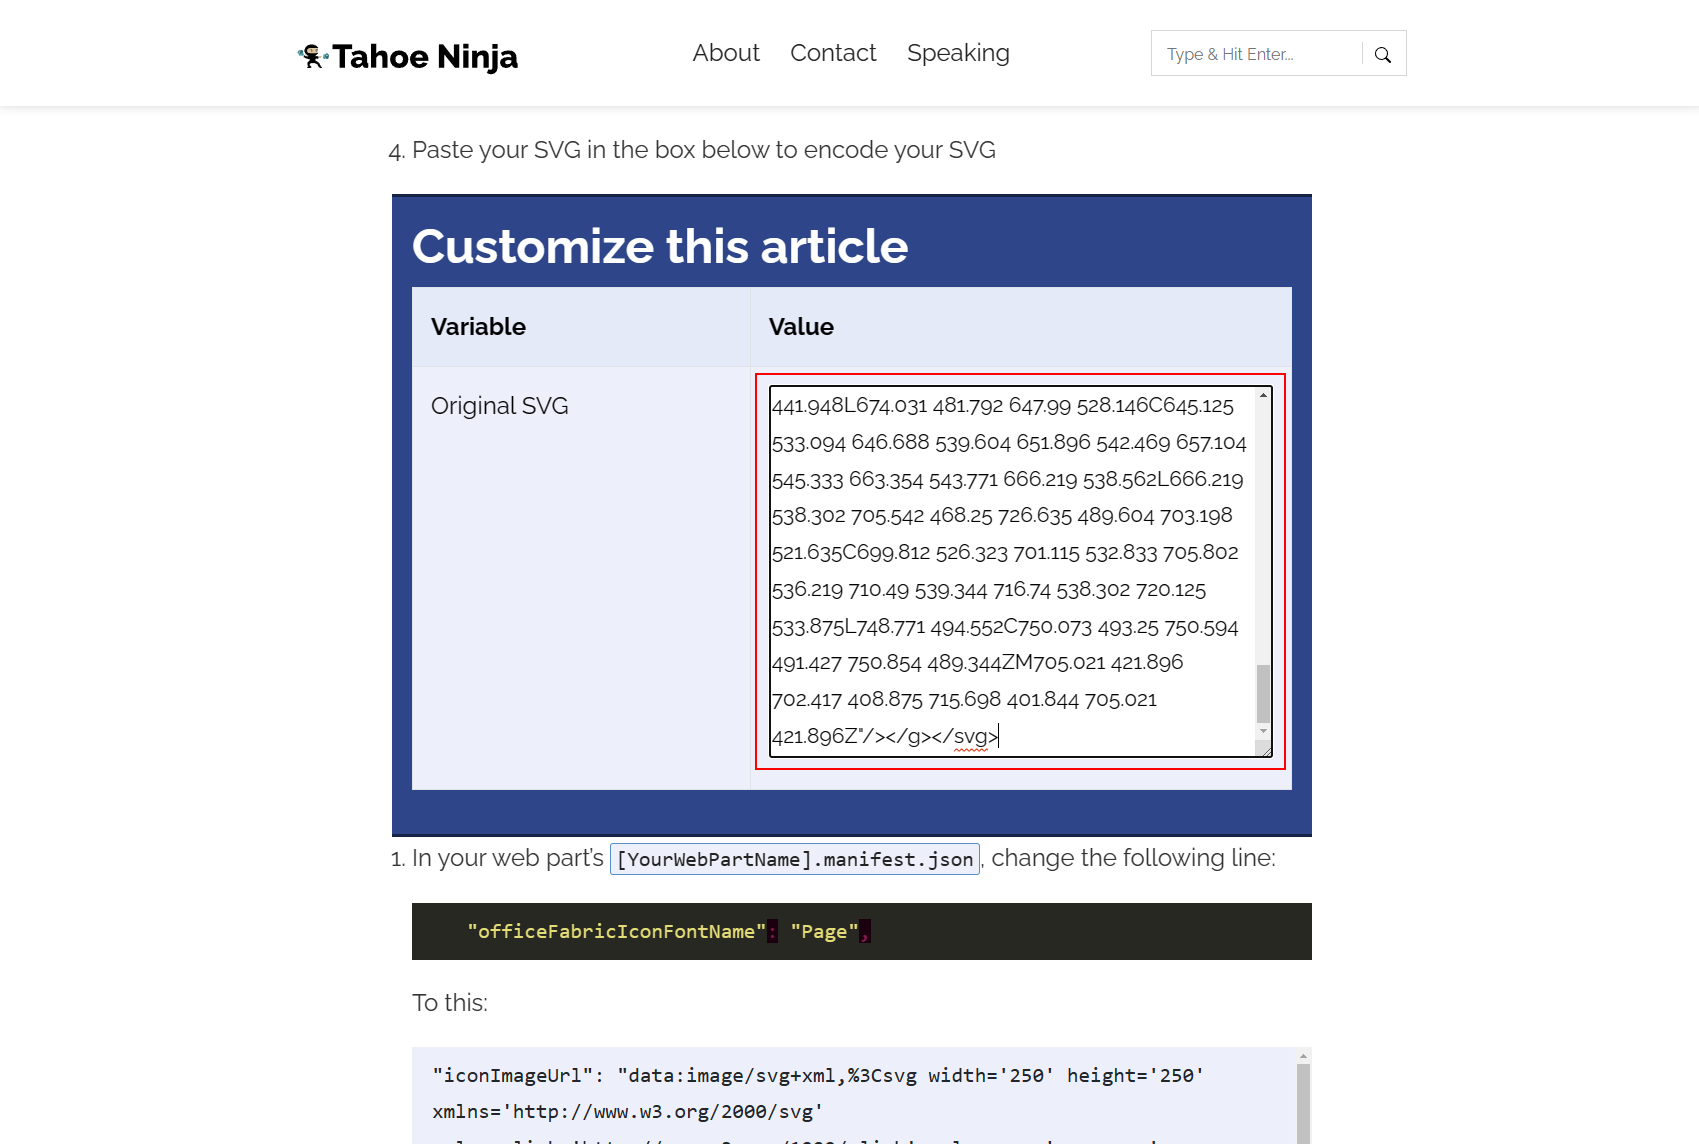 Tahoe Ninja
About Contact Speaking
Type & Hit Enter...
4. Paste your SVG in the box below to encode your SVG
Customize this article
Variable Value
Original SVG
441.948L674.031 481.792 647.99 528.146C645.125
533.094 646.688 539.604 651.896 542.469 657.104
545.333 663.354 543.771 666.219 538.562L666.219
538.302 705.542 468.25 726.635 489.604 703.198
521.635C699.812 526.323 701.115 532.833 705.802
536.219 710.49 539.344 716.74 538.302 720.125
533.875L748.771 494.552C750.073 493.25 750.594
491.427 750.854 489.344ZM705.021 421.896
702.417 408.875 715.698 401.844 705.021
421.896Z"/></g></svg>
1. In your web part’s [YourWebPartName].manifest.json, change the following line:
"officeFabricIconFontName": "Page",
To this:
"iconImageUrl": "data:image/svg+xml,%3Csvg width='250' height='250'
xmlns='http://www.w3.org/2000/svg'